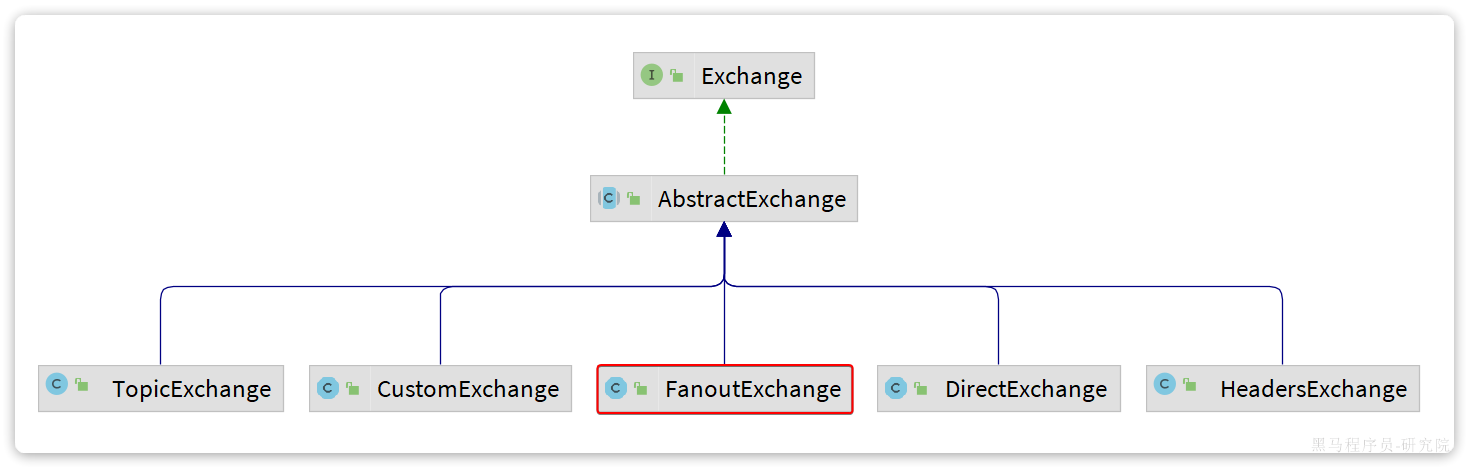 I Exchange
C AbstractExchange
C TopicExchange C CustomExchange C FanoutExchange C DirectExchange C HeadersExchange
黑马程序员-研究院